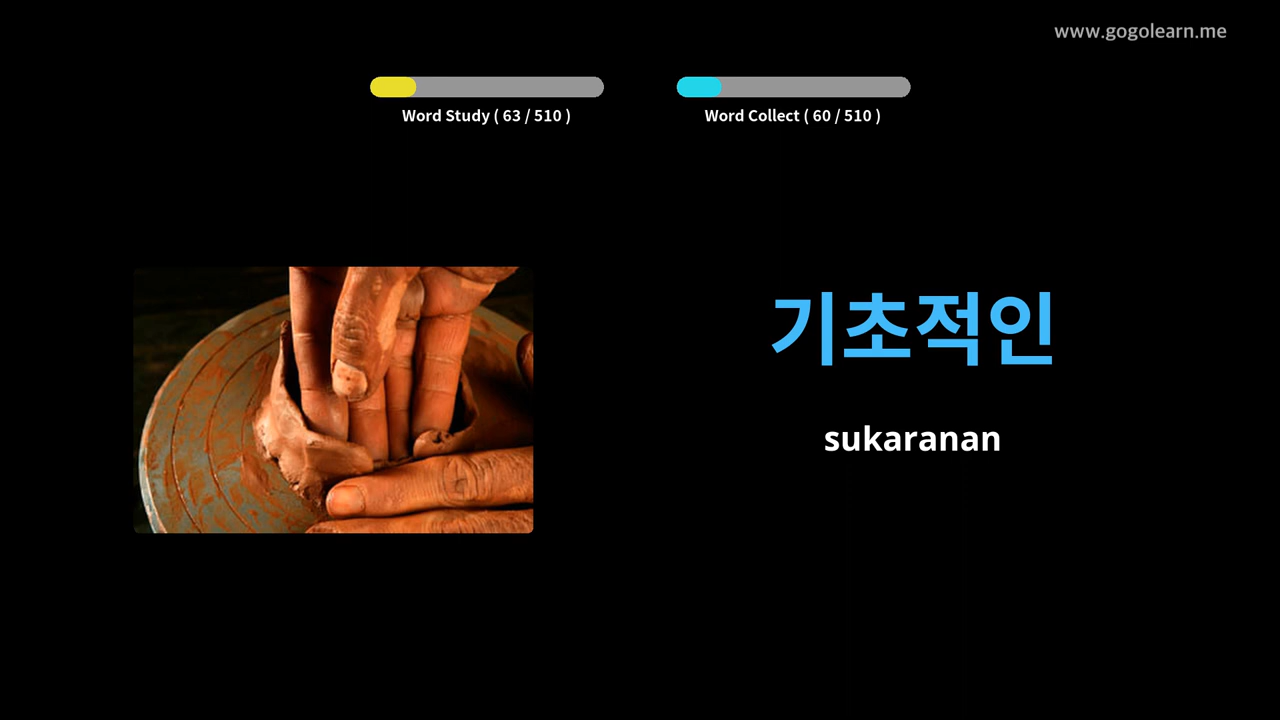 www.gogolearn.me
Word Study ( 63 / 510 )
Word Collect ( 60 / 510 )
기초적인
sukaranan